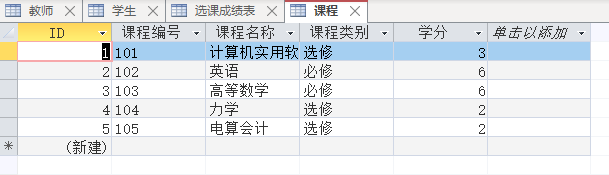 教师 学生 选课成绩表 课程
ID 课程编号 课程名称 课程类别 学分 单击以添加
1 101 计算机实用软 选修 3
2 102 英语 必修 6
3 103 高等数学 必修 6
4 104 力学 选修 2
5 105 电算会计 选修 2
* (新建)